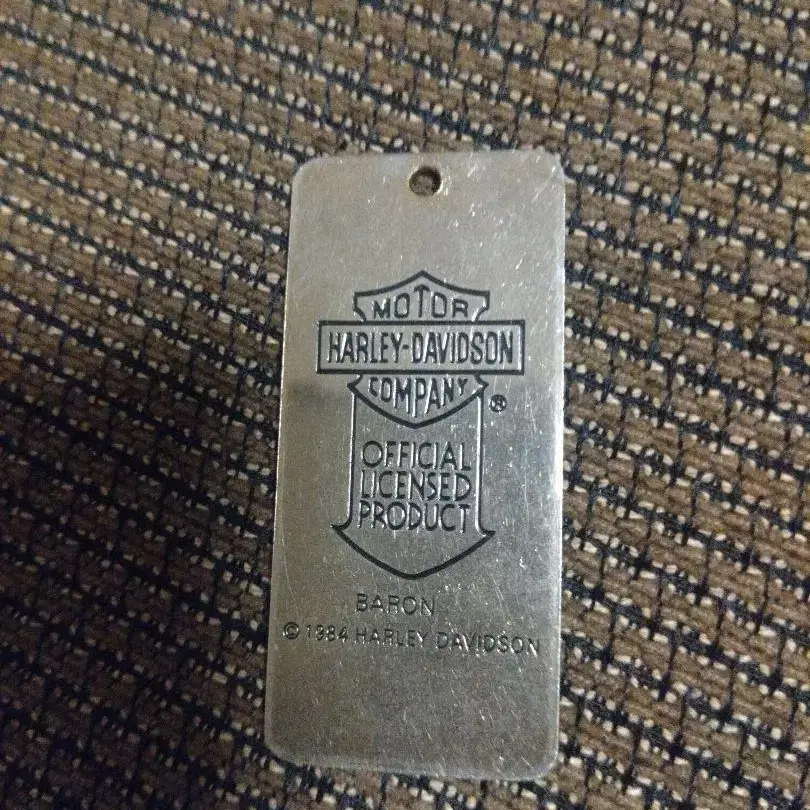 MOTOR
HARLEY-DAVIDSON
COMPANY
®
OFFICIAL
LICENSED
PRODUCT
BARON
© 1984 HARLEY DAVIDSON